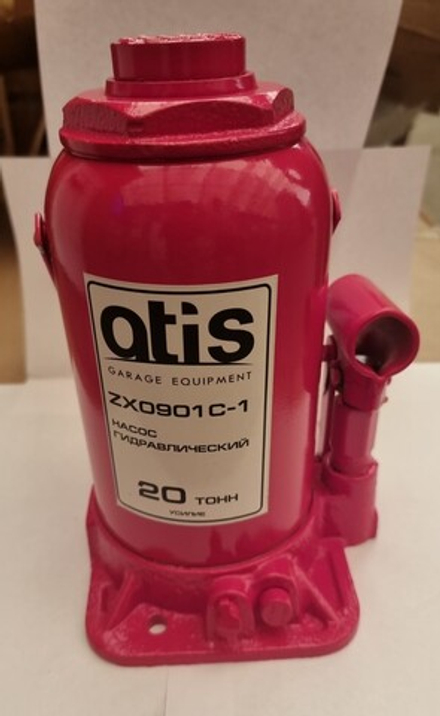 atis
GARAGE EQUIPMENT
ZX0901C-1
НАСОС
ГИДРАВЛИЧЕСКИЙ
20 ТОНН
УСИЛИЕ